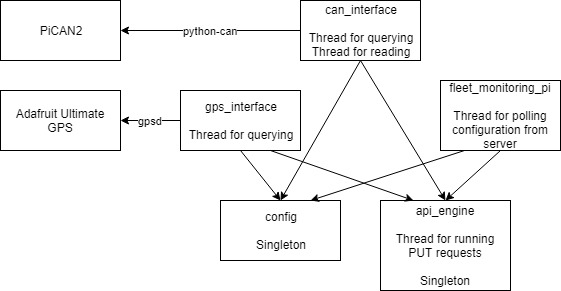 can_interface
Thread for querying
Thread for reading
PiCAN2
python-can
fleet_monitoring_pi
Thread for polling
configuration from
server
Adafruit Ultimate
GPS
gpsd
gps_interface
Thread for querying
config
Singleton
api_engine
Thread for running
PUT requests
Singleton